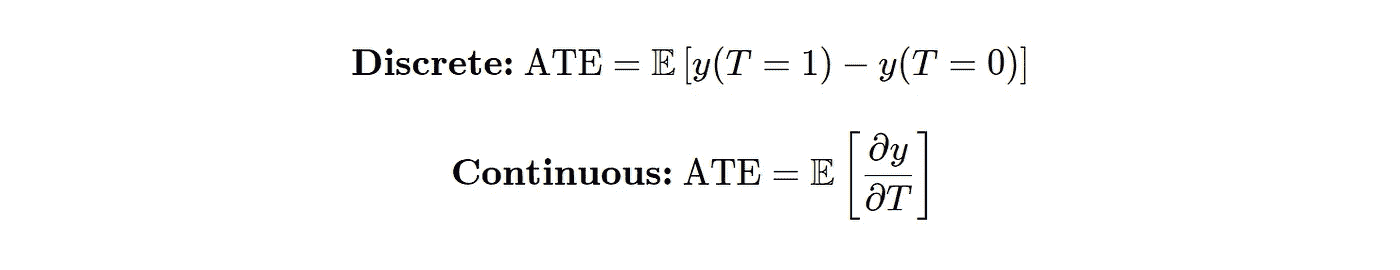 Discrete: ATE = 𝔼 [y(T = 1) − y(T = 0)]
Continuous: ATE = 𝔼 [∂y/∂T]